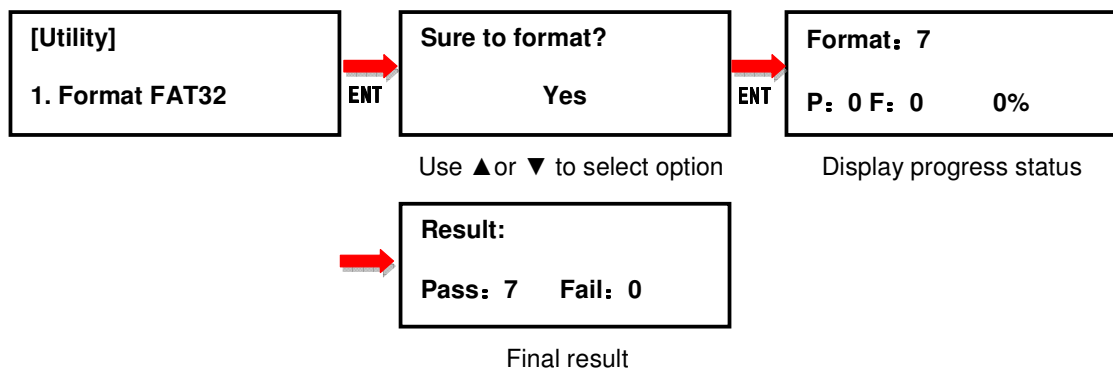 [Utility]
1. Format FAT32
ENT
Sure to format?
Yes
Use ▲or ▼ to select option
ENT
Format：7
P：0 F：0 0%
Display progress status
Result:
Pass：7 Fail：0
Final result